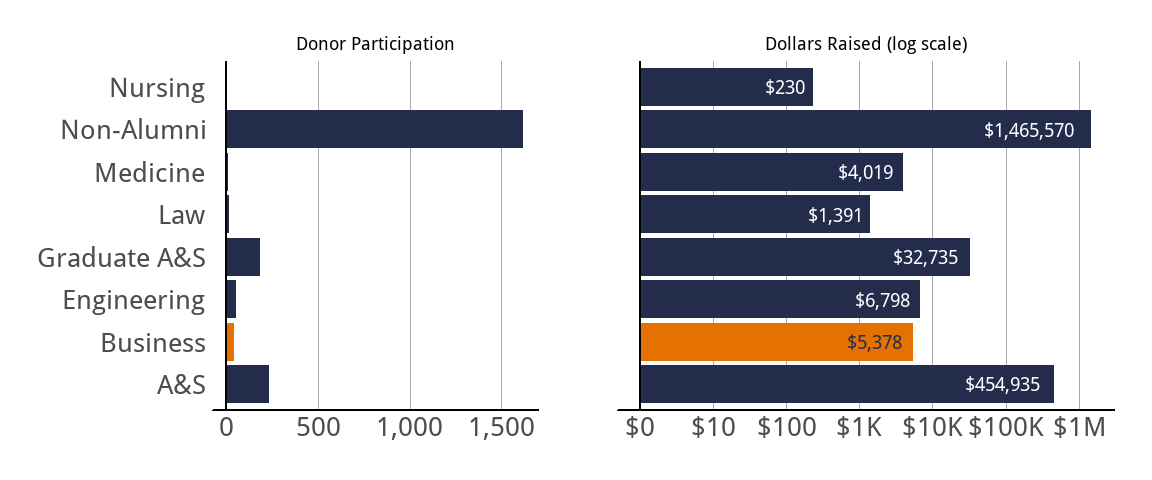 Donor Participation
Dollars Raised (log scale)
Nursing
$230
Non-Alumni
$1,465,570
Medicine
$4,019
Law
$1,391
Graduate A&S
$32,735
Engineering
$6,798
Business
$5,378
A&S
$454,935
0 500 1,000 1,500
$0 $10 $100 $1K $10K $100K $1M